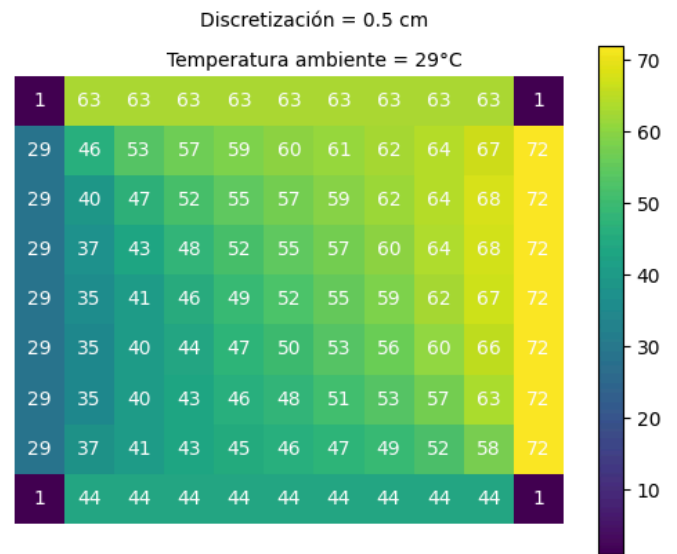 Discretización = 0.5 cm
Temperatura ambiente = 29°C
1 63 63 63 63 63 63 63 63 63 1
29 46 53 57 59 60 61 62 64 67 72
29 40 47 52 55 57 59 62 64 68 72
29 37 43 48 52 55 57 60 64 68 72
29 35 41 46 49 52 55 59 62 67 72
29 35 40 44 47 50 53 56 60 66 72
29 35 40 43 46 48 51 53 57 63 72
29 37 41 43 45 46 47 49 52 58 72
1 44 44 44 44 44 44 44 44 44 1
70
60
50
40
30
20
10